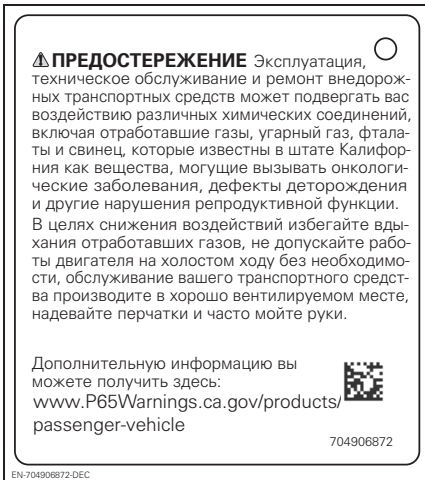 ⚠ ПРЕДОСТЕРЕЖЕНИЕ Эксплуатация,
техническое обслуживание и ремонт внедорож-
ных транспортных средств может подвергать вас
воздействию различных химических соединений,
включая отработавшие газы, угарный газ, фтала-
ты и свинец, которые известны в штате Калифор-
ния как вещества, могущие вызывать онкологи-
ческие заболевания, дефекты деторождения
и другие нарушения репродуктивной функции.
В целях снижения воздействий избегайте вды-
хания отработавших газов, не допускайте рабо-
ты двигателя на холостом ходу без необходимо-
сти, обслуживание вашего транспортного средст-
ва производите в хорошо вентилируемом месте,
надевайте перчатки и часто мойте руки.
Дополнительную информацию вы
можете получить здесь:
www.P65Warnings.ca.gov/products/
passenger-vehicle
704906872
EN-704906872-DEC